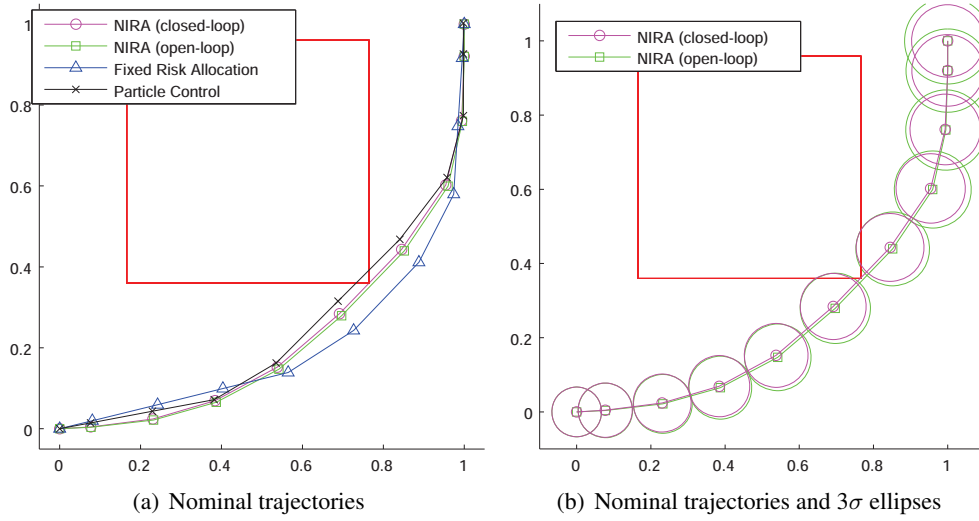 NIRA (closed-loop)
NIRA (open-loop)
Fixed Risk Allocation
Particle Control
1
0.8
0.6
0.4
0.2
0
0 0.2 0.4 0.6 0.8 1
(a) Nominal trajectories
NIRA (closed-loop)
NIRA (open-loop)
1
0.8
0.6
0.4
0.2
0
0 0.2 0.4 0.6 0.8 1
(b) Nominal trajectories and 3σ ellipses